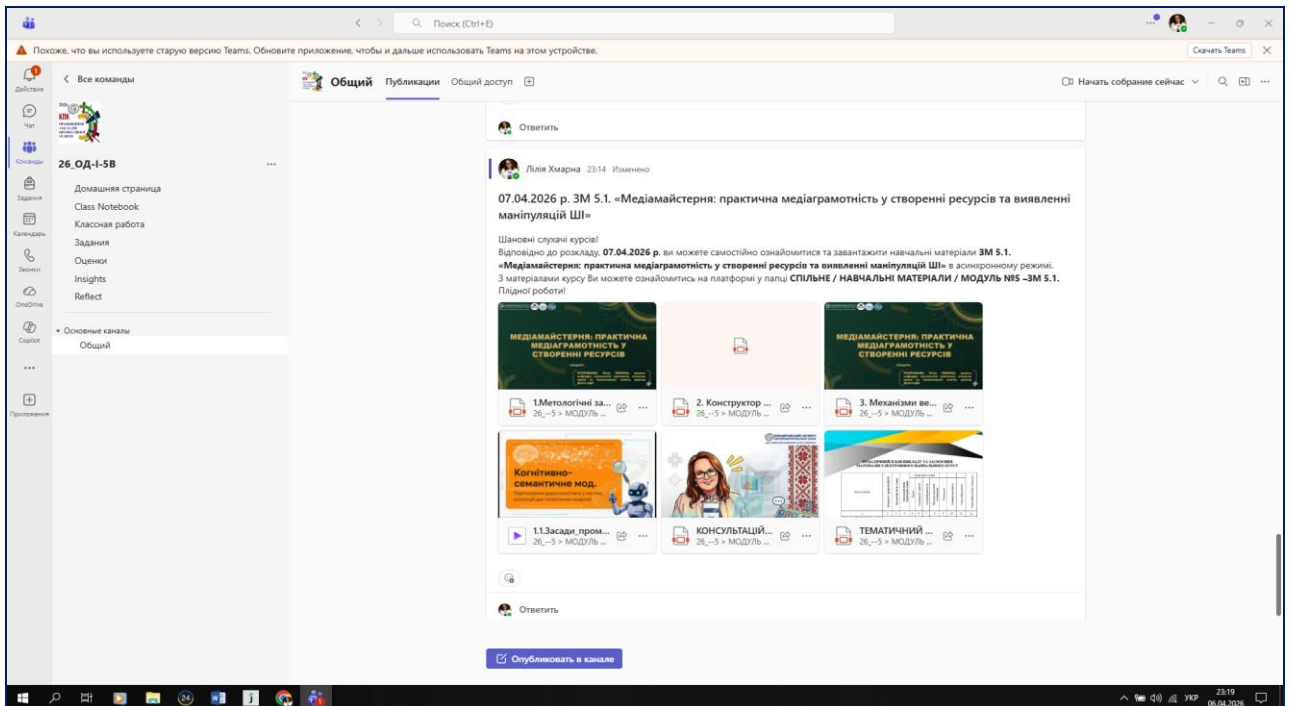 Поиск (Ctrl+E)
Похоже, что вы используете старую версию Teams. Обновите приложение, чтобы и дальше использовать Teams на этом устройстве.
Скачать Teams
Действие
Чат
Команды
Задания
Календарь
Звонки
OneDrive
Copilot
Приложения
Все команды
КПК
26_ОД-І-5В
Домашняя страница
Class Notebook
Классная работа
Задания
Оценки
Insights
Reflect
Основные каналы
Общий
Общий Публикации Общий доступ
Начать собрание сейчас
Ответить
Лілія Хмарна 23:14 Изменено
07.04.2026 р. ЗМ 5.1. «Медіамайстерня: практична медіаграмотність у створенні ресурсів та виявленні
маніпуляцій ШІ»
Шановні слухачі курсів!
Відповідно до розкладу, 07.04.2026 р. ви можете самостійно ознайомитися та завантажити навчальні матеріали ЗМ 5.1.
«Медіамайстерня: практична медіаграмотність у створенні ресурсів та виявленні маніпуляцій ШІ» в асинхронному режимі.
З матеріалами курсу Ви можете ознайомитись на платформі у папці СПІЛЬНЕ / НАВЧАЛЬНІ МАТЕРІАЛИ / МОДУЛЬ №5 –ЗМ 5.1.
Плідної роботи!
МЕДІАМАЙСТЕРНЯ: ПРАКТИЧНА
МЕДІАГРАМОТНІСТЬ У
СТВОРЕННІ РЕСУРСІВ
1.Метологічні за...
26_--5 > МОДУЛЬ ...
2. Конструктор ...
26_--5 > МОДУЛЬ ...
МЕДІАМАЙСТЕРНЯ: ПРАКТИЧНА
МЕДІАГРАМОТНІСТЬ У
СТВОРЕННІ РЕСУРСІВ
3. Механізми ве...
26_--5 > МОДУЛЬ ...
Когнітивно-
семантичне мод.
1.1.Засади_пром...
26_--5 > МОДУЛЬ ...
КОНСУЛЬТАЦІЙ...
26_--5 > МОДУЛЬ ...
ТЕМАТИЧНИЙ ...
26_--5 > МОДУЛЬ ...
Ответить
Опубликовать в канале
24
УКР
23:19
06.04.2026